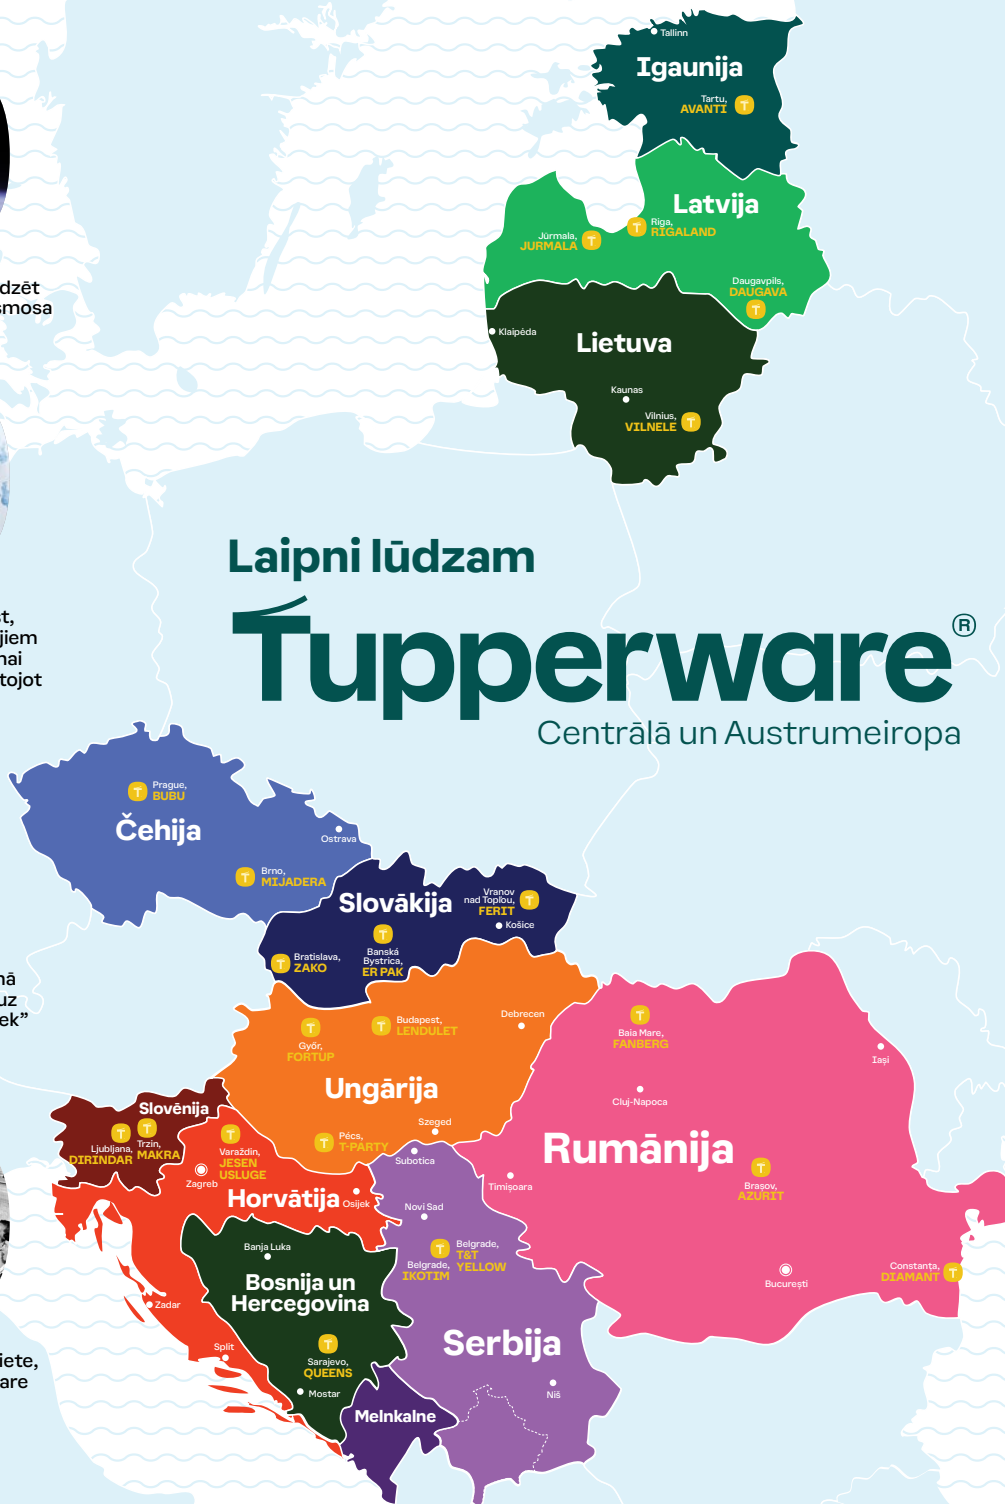 Tallinn
Igaunija
Tartu,
AVANTI
Latvija
Rīga,
RIGALAND
Jūrmala,
JURMALA
Daugavpils,
DAUGAVA
Klaipėda
Lietuva
Kaunas
Vilnius,
VILNELE
dzēt
smosa
Laipni lūdzam
Tupperware®
Centrālā un Austrumeiropa
t,
jiem
nai
tojot
Prague,
BUBU
Čehija
Ostrava
Brno,
MIJADERA
Slovākija
Vranov
nad Topľou,
FERIT
Košice
Bratislava,
ZAKO
Banská
Bystrica,
ER PAK
nā
uz
ek”
Debrecen
Budapest,
LENDULET
Győr,
FORTUP
Ungārija
Szeged
Pécs,
T-PARTY
Baia Mare,
FANBERG
Iași
Cluj-Napoca
Rumānija
Timișoara
Brașov,
AZURIT
București
Constanța,
DIAMANT
Slovēnija
Ljubljana,
DIRINDAR
Trzin,
MAKRA
Varaždin,
JESEN
USLUGE
Zagreb
Horvātija
Osijek
Zadar
Split
Subotica
Novi Sad
Belgrade,
T&T
YELLOW
Belgrade,
IKOTIM
Serbija
Niš
Banja Luka
Bosnija un
Hercegovina
Sarajevo,
QUEENS
Mostar
Melnkalne
iete,
are